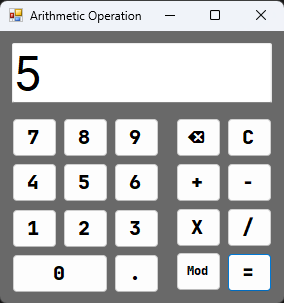 Arithmetic Operation
5
7 8 9 C
4 5 6 + -
1 2 3 X /
0 . Mod =